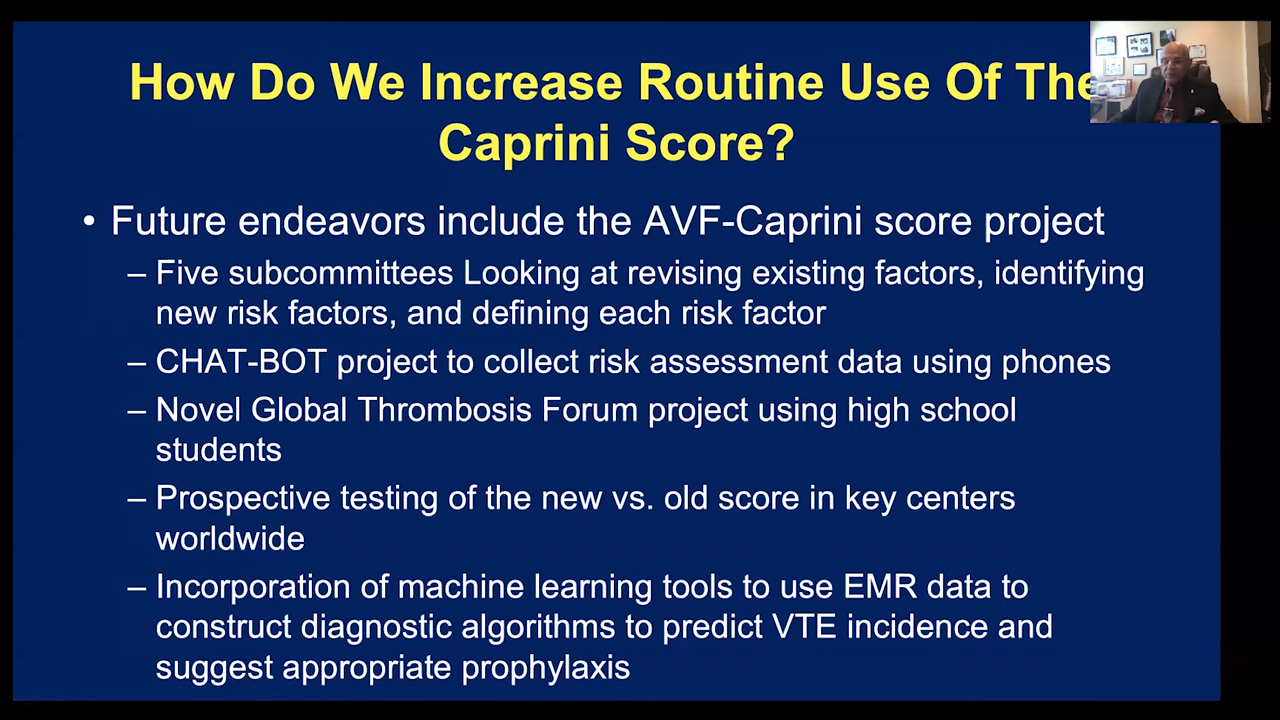 How Do We Increase Routine Use Of The
Caprini Score?
• Future endeavors include the AVF-Caprini score project
– Five subcommittees Looking at revising existing factors, identifying
new risk factors, and defining each risk factor
– CHAT-BOT project to collect risk assessment data using phones
– Novel Global Thrombosis Forum project using high school
students
– Prospective testing of the new vs. old score in key centers
worldwide
– Incorporation of machine learning tools to use EMR data to
construct diagnostic algorithms to predict VTE incidence and
suggest appropriate prophylaxis